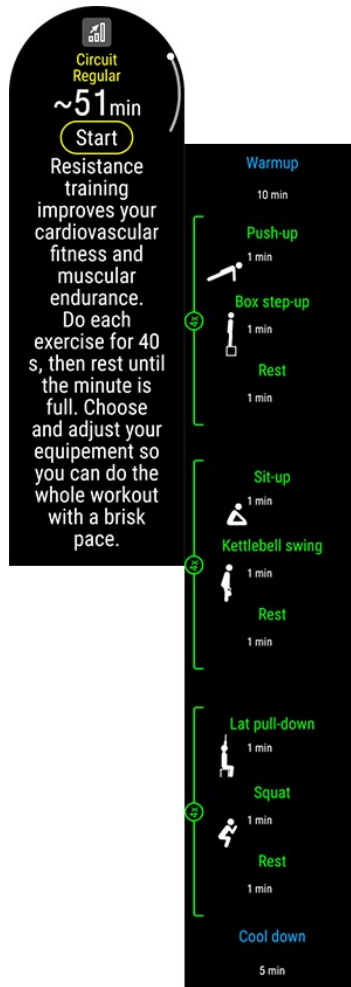 Circuit
Regular
~51min
Start
Resistance
training
improves your
cardiovascular
fitness and
muscular
endurance.
Do each
exercise for 40
s, then rest until
the minute is
full. Choose
and adjust your
equipement so
you can do the
whole workout
with a brisk
pace.
Warmup
10 min
Push-up
1 min
Box step-up
4x
1 min
Rest
1 min
Sit-up
1 min
Kettlebell swing
4x
1 min
Rest
1 min
Lat pull-down
1 min
Squat
4x
1 min
Rest
1 min
Cool down
5 min